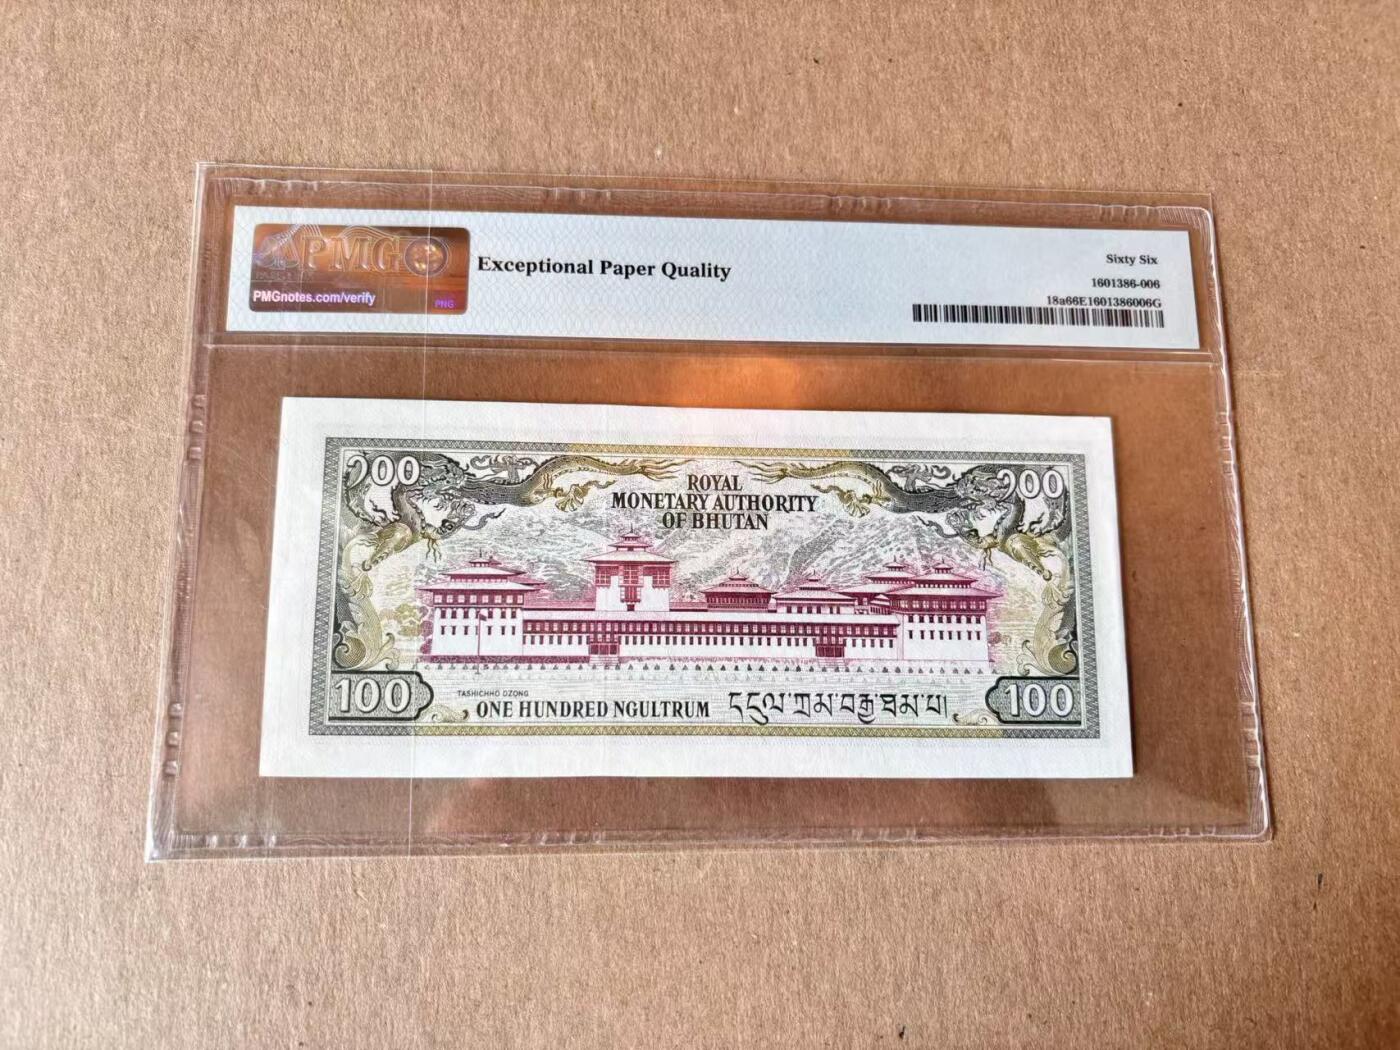 PMG
PMGnotes.com/verify
PNG
Exceptional Paper Quality
Sixty Six
1601386-006
18a66E1601386006G
100
100
ROYAL
MONETARY AUTHORITY
OF BHUTAN
100
TASHICHHO DZONG
ONE HUNDRED NGULTRUM
དངུལ་ཀྲམ་བརྒྱ་ཐམ་པ།
100